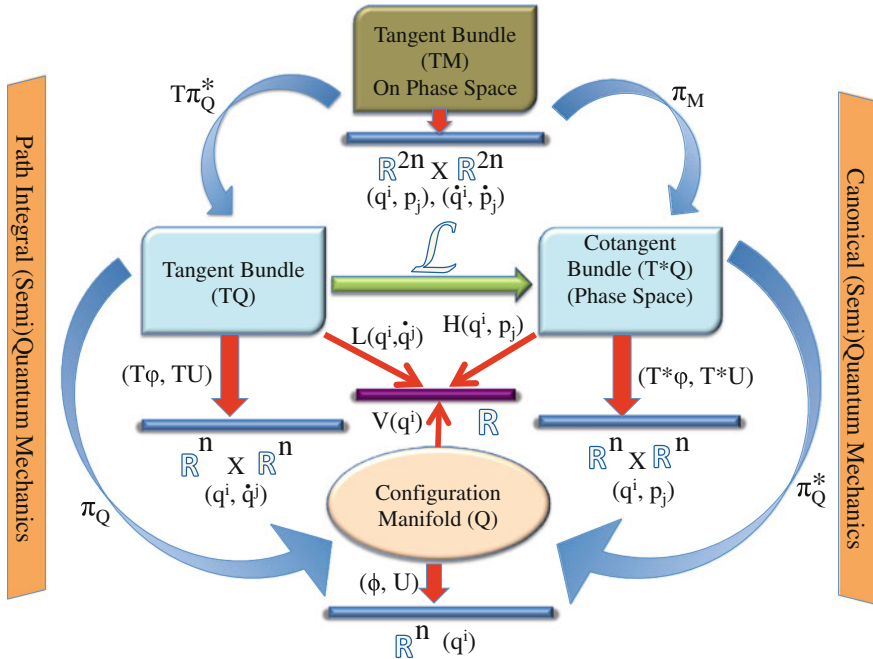 Tangent Bundle
(TM)
On Phase Space
Tπ*Q
πM
ℝ²ⁿ X ℝ²ⁿ
(qⁱ, pⱼ), (q̇ⁱ, ṗⱼ)
Path Integral (Semi)Quantum Mechanics
Canonical (Semi)Quantum Mechanics
Tangent Bundle
(TQ)
ℒ
Cotangent
Bundle (T*Q)
(Phase Space)
L(qⁱ,q̇ʲ)
H(qⁱ, pⱼ)
(Tφ, TU)
(T*φ, T*U)
V(qⁱ)
ℝ
ℝⁿ X ℝⁿ
(qⁱ, q̇ʲ)
ℝⁿ X ℝⁿ
(qⁱ, pⱼ)
πQ
π*Q
Configuration
Manifold (Q)
(ϕ, U)
ℝⁿ (qⁱ)